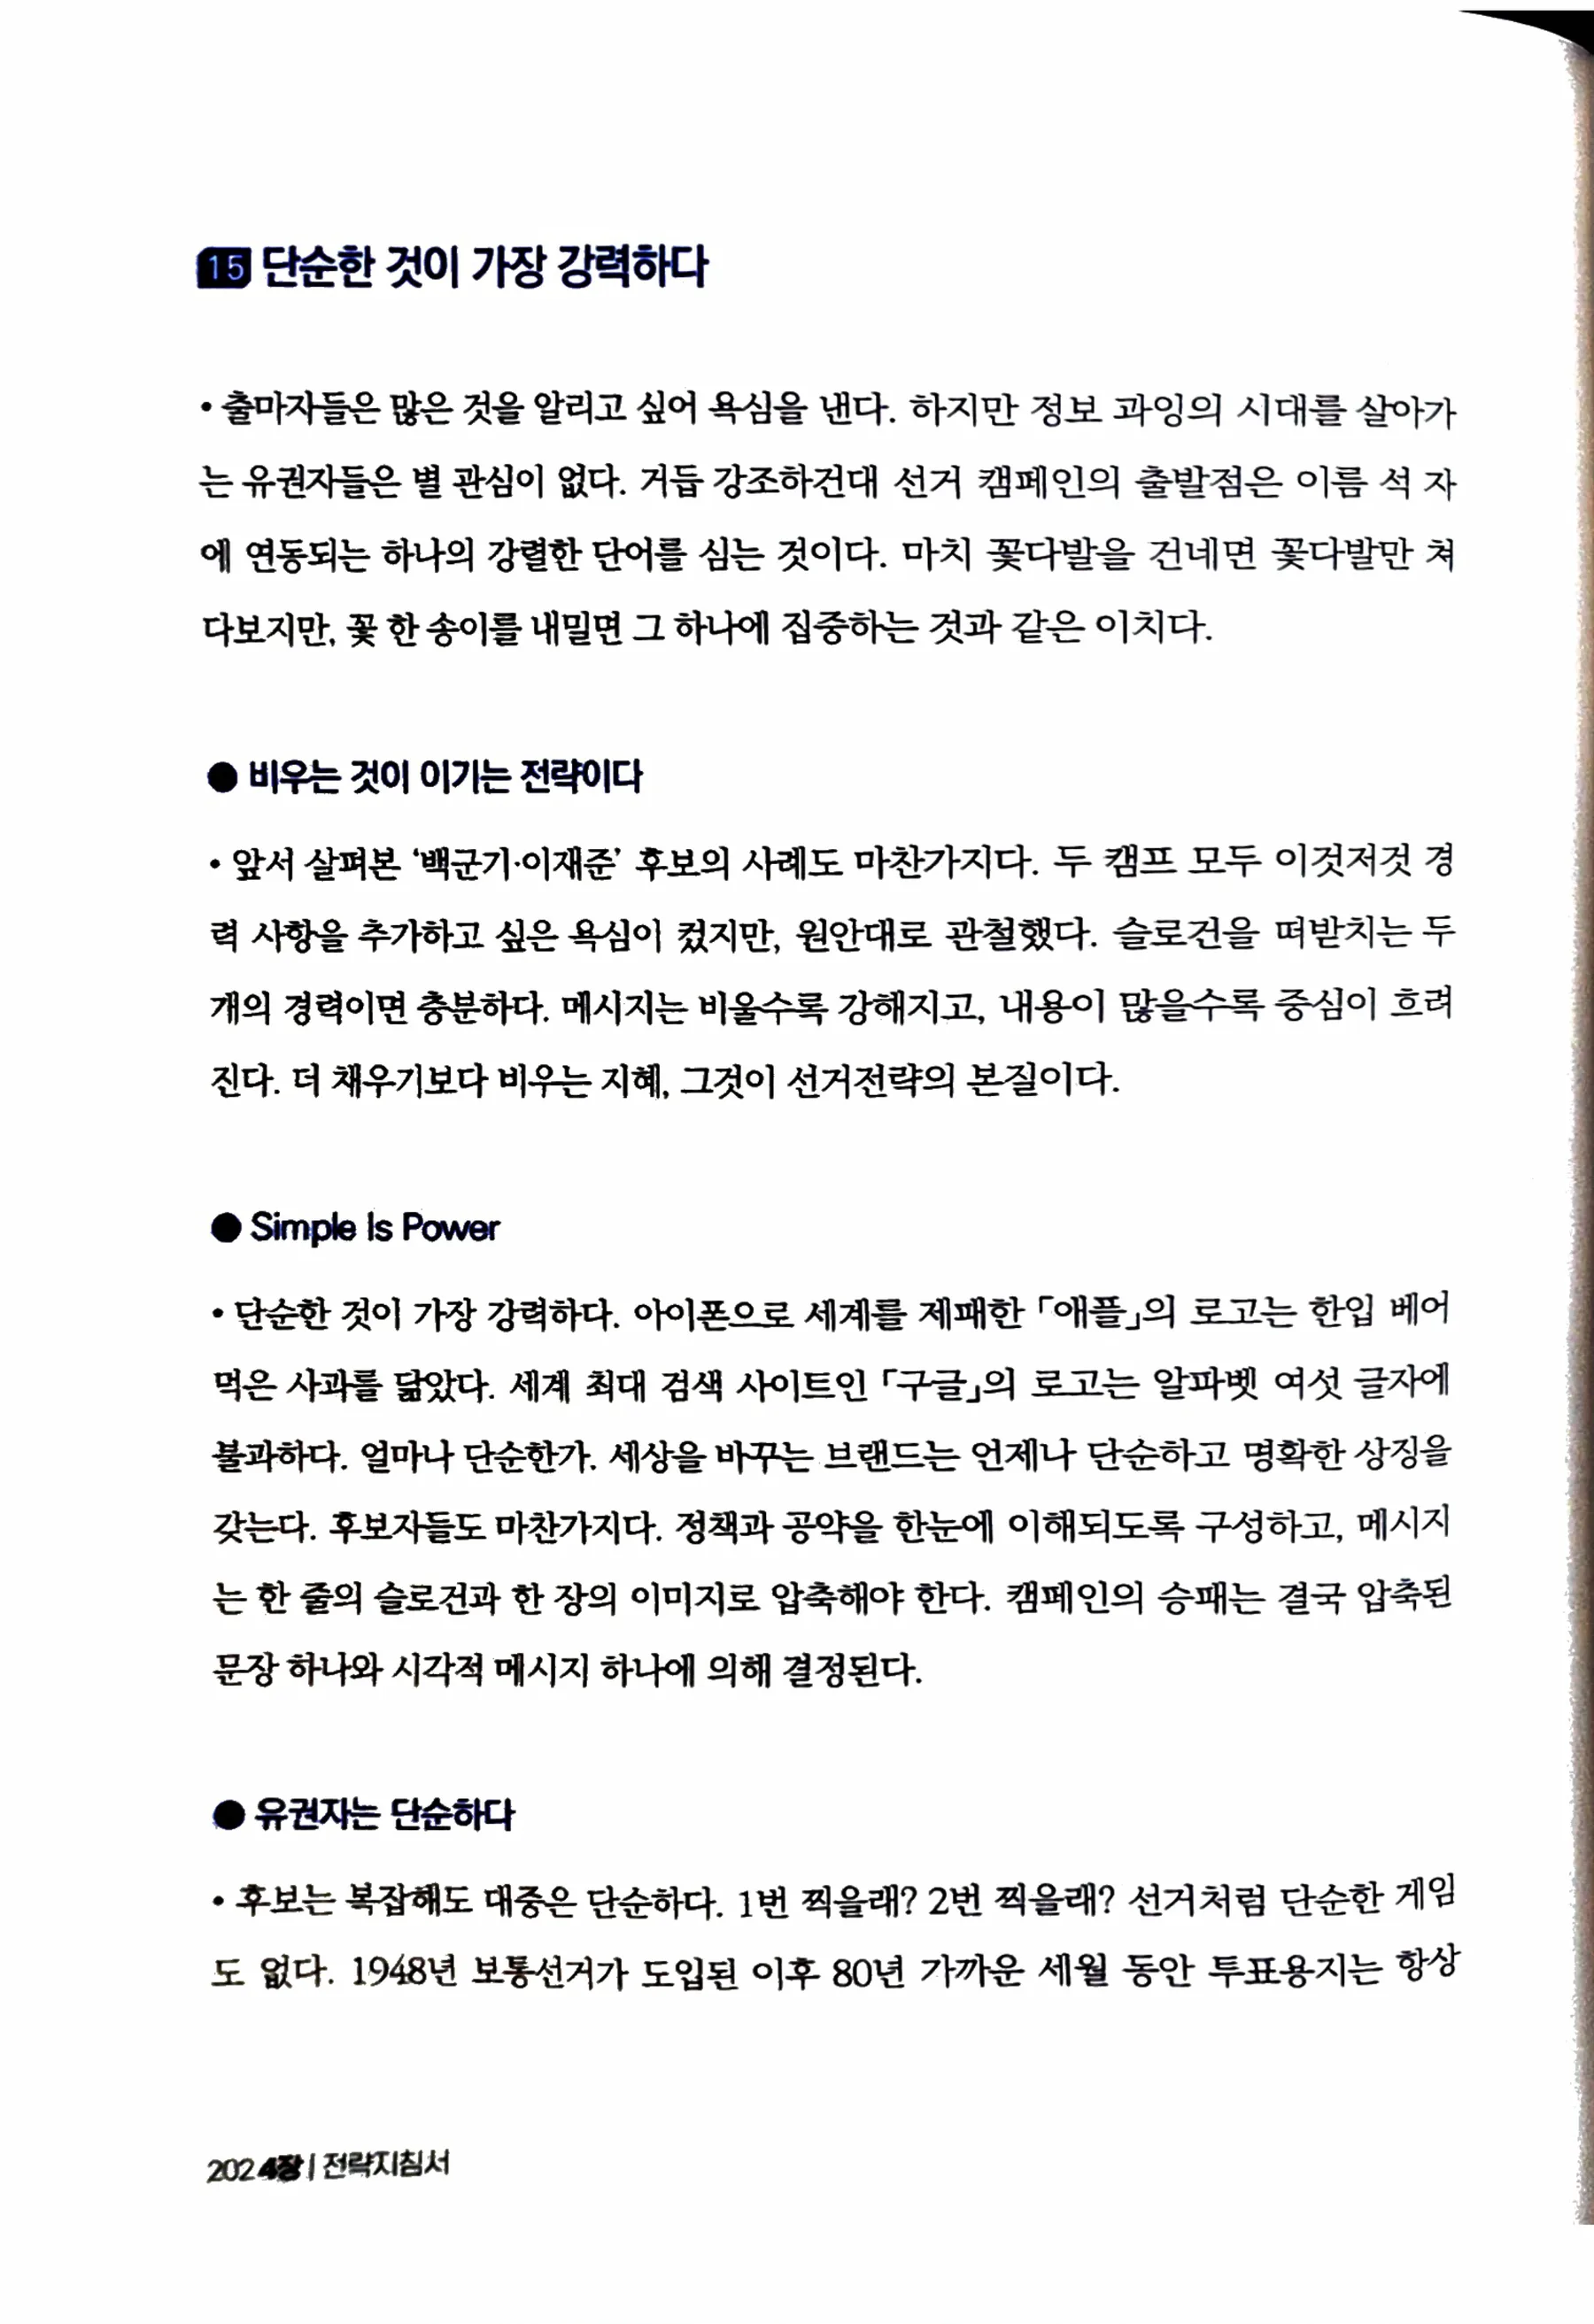 15 단순한 것이 가장 강력하다
• 출마자들은 많은 것을 알리고 싶어 욕심을 낸다. 하지만 정보 과잉의 시대를 살아가
는 유권자들은 별 관심이 없다. 거듭 강조하건대 선거 캠페인의 출발점은 이름 석 자
에 연동되는 하나의 강렬한 단어를 심는 것이다. 마치 꽃다발을 건네면 꽃다발만 쳐
다보지만, 꽃 한 송이를 내밀면 그 하나에 집중하는 것과 같은 이치다.
● 비우는 것이 이기는 전략이다
• 앞서 살펴본 ‘백군기·이재준’ 후보의 사례도 마찬가지다. 두 캠프 모두 이것저것 경
력 사항을 추가하고 싶은 욕심이 컸지만, 원안대로 관철했다. 슬로건을 떠받치는 두
개의 경력이면 충분하다. 메시지는 비울수록 강해지고, 내용이 많을수록 중심이 흐려
진다. 더 채우기보다 비우는 지혜, 그것이 선거전략의 본질이다.
● Simple Is Power
• 단순한 것이 가장 강력하다. 아이폰으로 세계를 제패한 「애플」의 로고는 한입 베어
먹은 사과를 닮았다. 세계 최대 검색 사이트인 「구글」의 로고는 알파벳 여섯 글자에
불과하다. 얼마나 단순한가. 세상을 바꾸는 브랜드는 언제나 단순하고 명확한 상징을
갖는다. 후보자들도 마찬가지다. 정책과 공약을 한눈에 이해되도록 구성하고, 메시지
는 한 줄의 슬로건과 한 장의 이미지로 압축해야 한다. 캠페인의 승패는 결국 압축된
문장 하나와 시각적 메시지 하나에 의해 결정된다.
● 유권자는 단순하다
• 후보는 복잡해도 대중은 단순하다. 1번 찍을래? 2번 찍을래? 선거처럼 단순한 게임
도 없다. 1948년 보통선거가 도입된 이후 80년 가까운 세월 동안 투표용지는 항상
202 4장 | 전략지침서